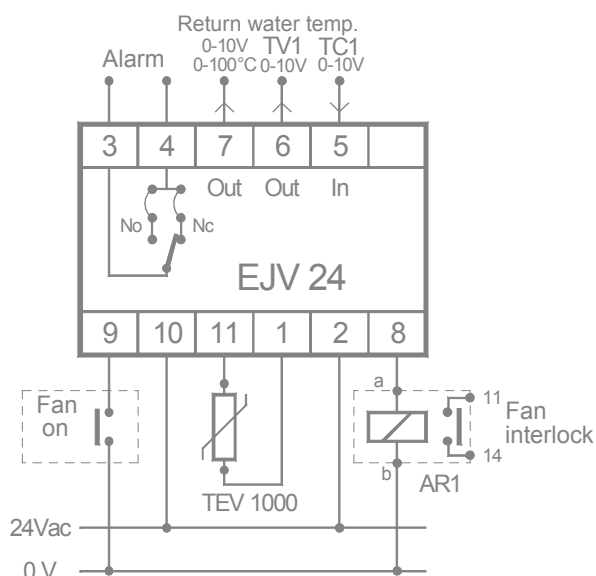 Return water temp.
Alarm
0-10V TV1 TC1
0-100°C 0-10V 0-10V
3 4 7 6 5
Out Out In
No Nc
EJV 24
9 10 11 1 2 8
a
Fan on
11
Fan interlock
14
b
AR1
TEV 1000
24Vac
0 V